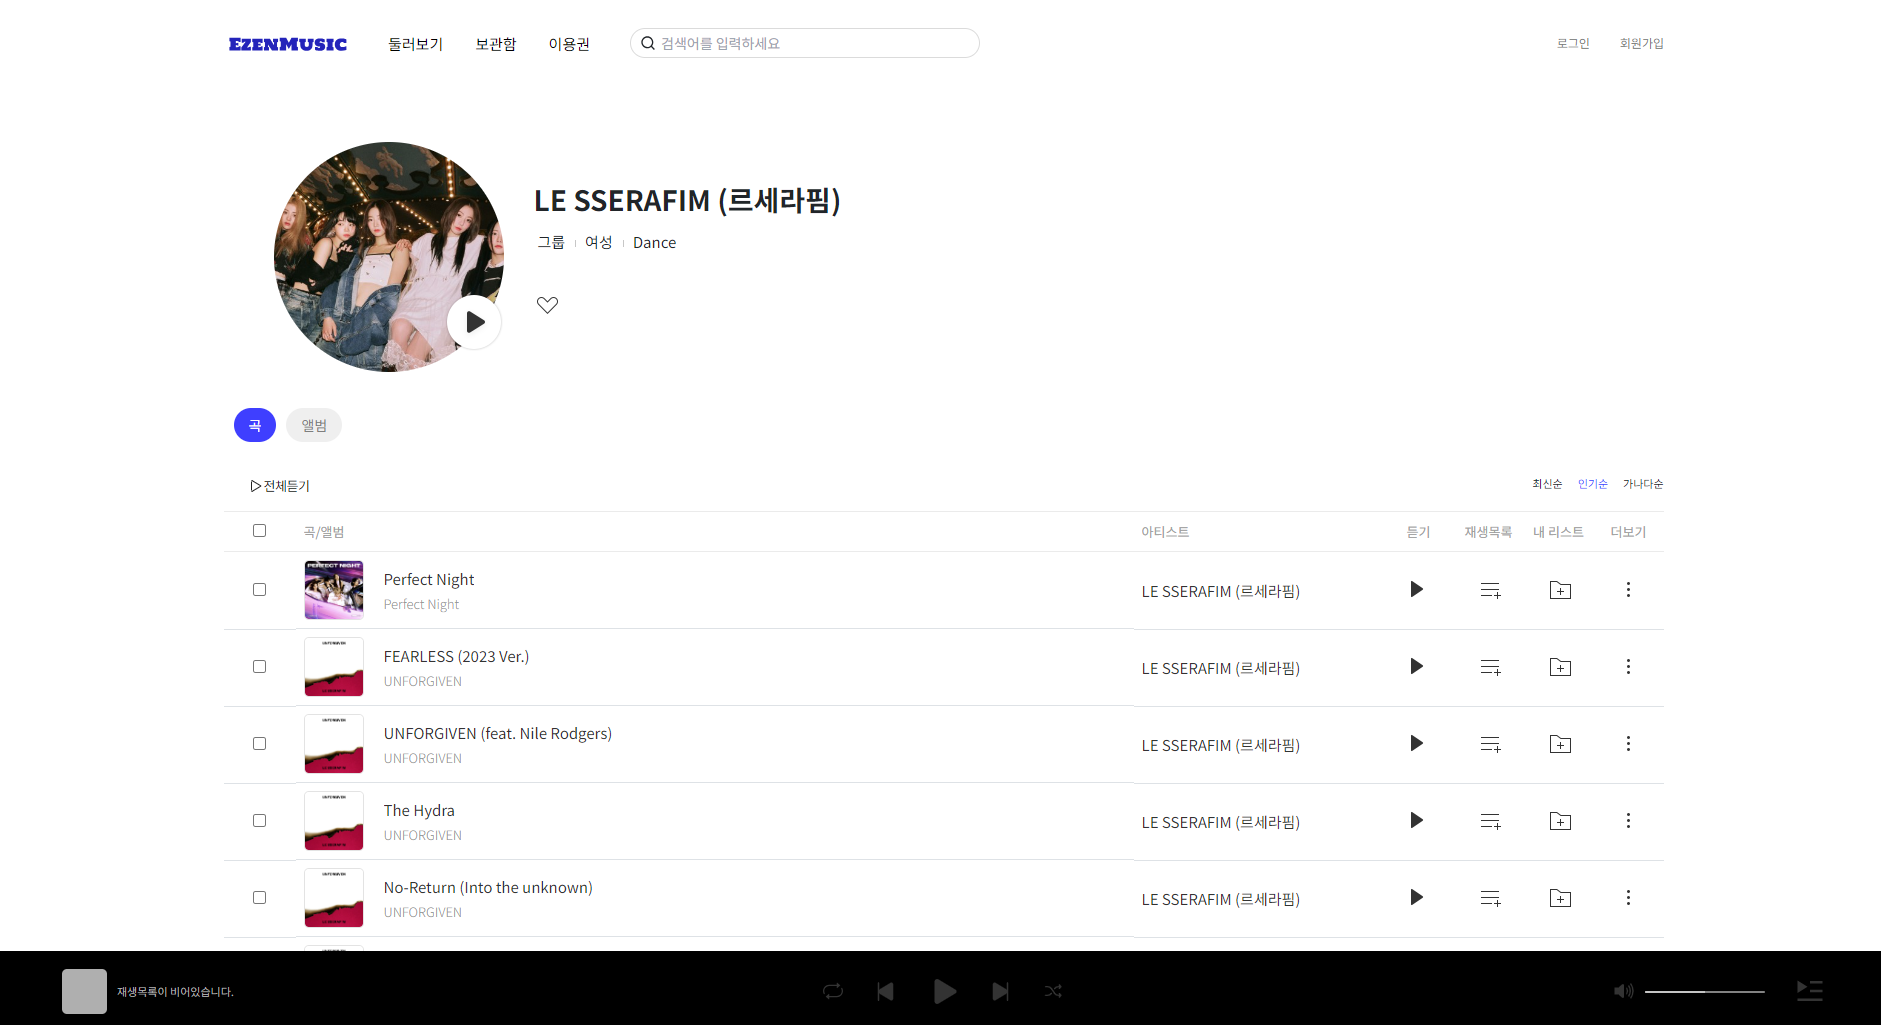 EZENMUSIC
둘러보기 보관함 이용권
검색어를 입력하세요
로그인 회원가입
LE SSERAFIM (르세라핌)
그룹 여성 Dance
곡 앨범
전체듣기
최신순 인기순 가나다순
곡/앨범 아티스트 듣기 재생목록 내 리스트 더보기
PERFECT NIGHT
Perfect Night
Perfect Night
LE SSERAFIM (르세라핌)
UNFORGIVEN
FEARLESS (2023 Ver.)
UNFORGIVEN
LE SSERAFIM (르세라핌)
UNFORGIVEN
UNFORGIVEN (feat. Nile Rodgers)
UNFORGIVEN
LE SSERAFIM (르세라핌)
UNFORGIVEN
The Hydra
UNFORGIVEN
LE SSERAFIM (르세라핌)
UNFORGIVEN
No-Return (Into the unknown)
UNFORGIVEN
LE SSERAFIM (르세라핌)
재생목록이 비어있습니다.